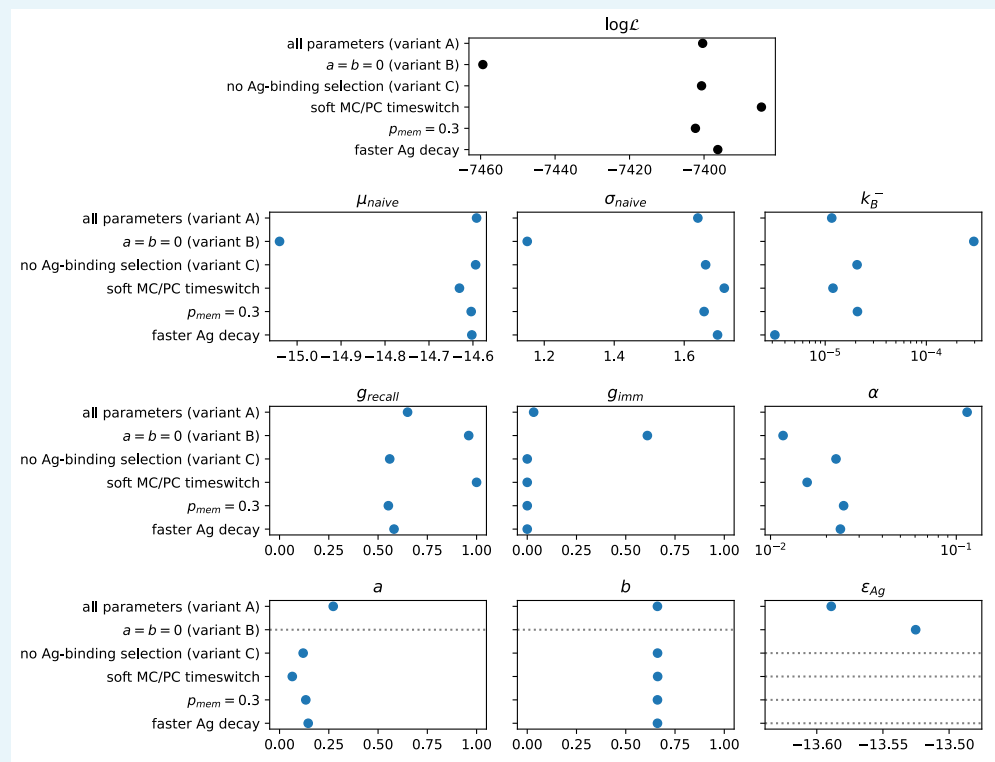 logℒ
all parameters (variant A)
a = b = 0 (variant B)
no Ag-binding selection (variant C)
soft MC/PC timeswitch
p_mem = 0.3
faster Ag decay
−7460 −7440 −7420 −7400
μ_naive σ_naive k_B^−
all parameters (variant A)
a = b = 0 (variant B)
no Ag-binding selection (variant C)
soft MC/PC timeswitch
p_mem = 0.3
faster Ag decay
−15.0 −14.9 −14.8 −14.7 −14.6 1.2 1.4 1.6 10^−5 10^−4
g_recall g_imm α
all parameters (variant A)
a = b = 0 (variant B)
no Ag-binding selection (variant C)
soft MC/PC timeswitch
p_mem = 0.3
faster Ag decay
0.00 0.25 0.50 0.75 1.00 0.00 0.25 0.50 0.75 1.00 10^−2 10^−1
a b ε_Ag
all parameters (variant A)
a = b = 0 (variant B)
no Ag-binding selection (variant C)
soft MC/PC timeswitch
p_mem = 0.3
faster Ag decay
0.00 0.25 0.50 0.75 1.00 0.00 0.25 0.50 0.75 1.00 −13.60 −13.55 −13.50